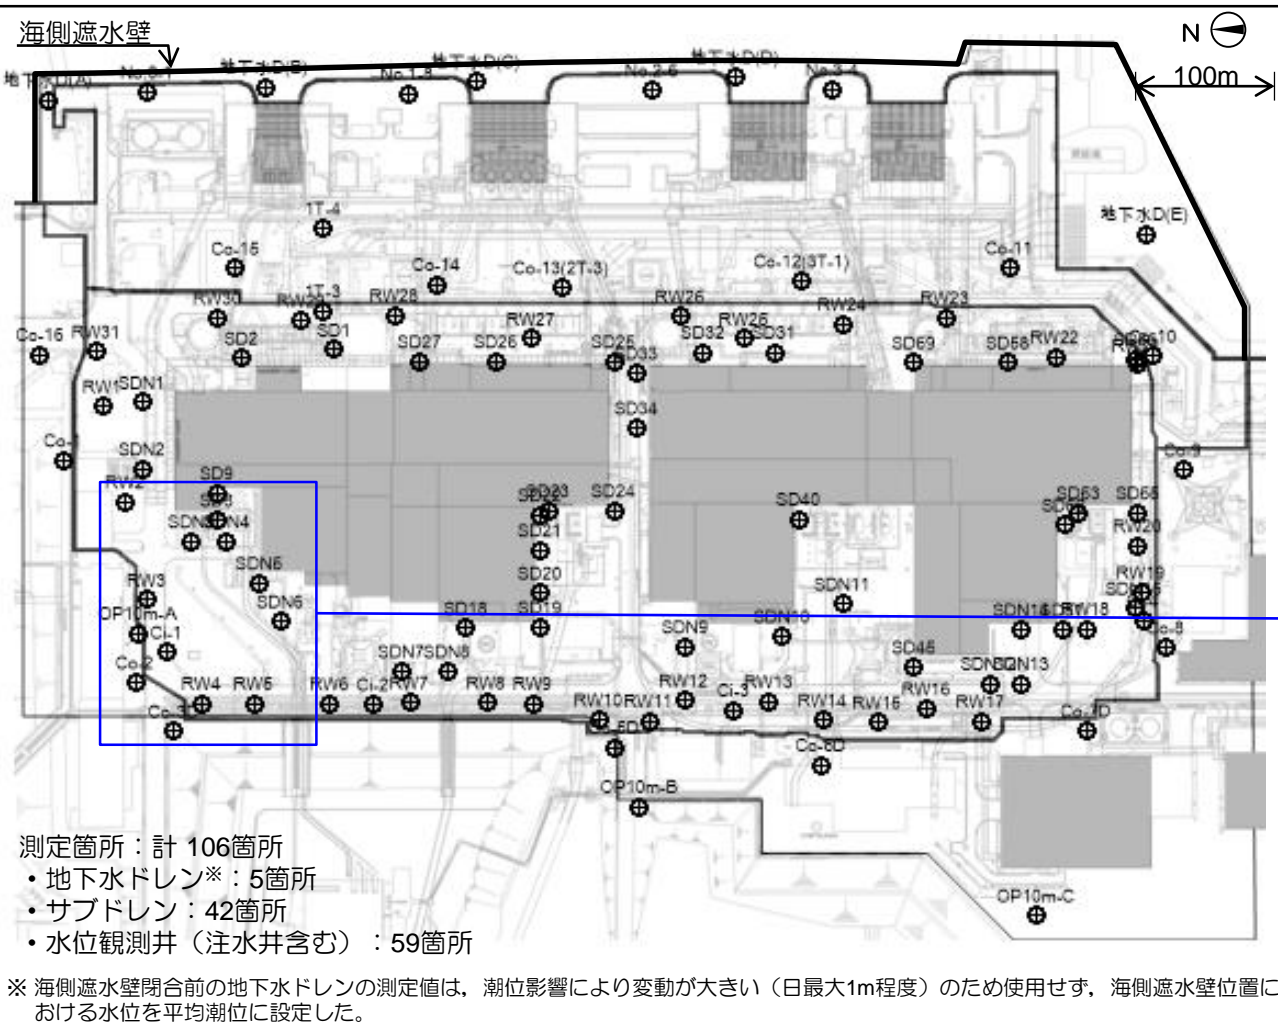 海側遮水壁
N
100m
地下水D(A)
地下水D(B)
地下水D(C)
地下水D(D)
No.1-8
No.2-6
No.3-4
地下水D(E)
1T-4
Co-15
Co-14
Co-13(2T-3)
Co-12(3T-1)
Co-11
RW30
RW29
1T-3
RW28
RW27
RW26
RW25
RW24
RW23
Co-16
RW31
SD2
SD1
SD27
SD26
SD25
SD33
SD32
SD31
SD69
SD68
RW22
RW1
SDN1
SD34
SDN2
Co-9
RW2
SD9
SD23
SD24
SD40
SD63
SD65
SDN4
SD21
RW20
SDN5
SD20
SDN11
RW19
RW3
OP10m-A
SDN6
SD18
SD19
SDN10
RW18
Ci-1
SDN9
Co-8
Co-2
SDN7
SDN8
SD45
SDN13
RW4
RW5
RW6
Ci-2
RW7
RW8
RW9
RW10
RW11
RW12
Ci-3
RW13
RW14
RW15
RW16
RW17
Co-6D
OP10m-B
OP10m-C
測定箇所：計 106箇所
・地下水ドレン※：5箇所
・サブドレン：42箇所
・水位観測井（注水井含む）：59箇所
※ 海側遮水壁閉合前の地下水ドレンの測定値は，潮位影響により変動が大きい（日最大1m程度）のため使用せず，海側遮水壁位置に
おける水位を平均潮位に設定した。